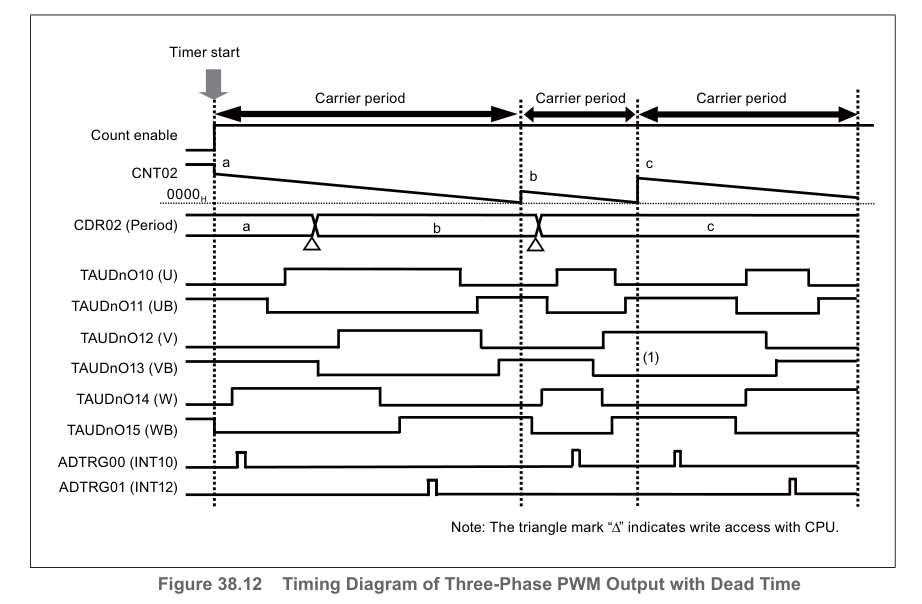 Timer start
Carrier period Carrier period Carrier period
Count enable
CNT02 a b c
0000H
CDR02 (Period) a b c
TAUDnO10 (U)
TAUDnO11 (UB)
TAUDnO12 (V)
TAUDnO13 (VB) (1)
TAUDnO14 (W)
TAUDnO15 (WB)
ADTRG00 (INT10)
ADTRG01 (INT12)
Note: The triangle mark “Δ” indicates write access with CPU.
Figure 38.12 Timing Diagram of Three-Phase PWM Output with Dead Time